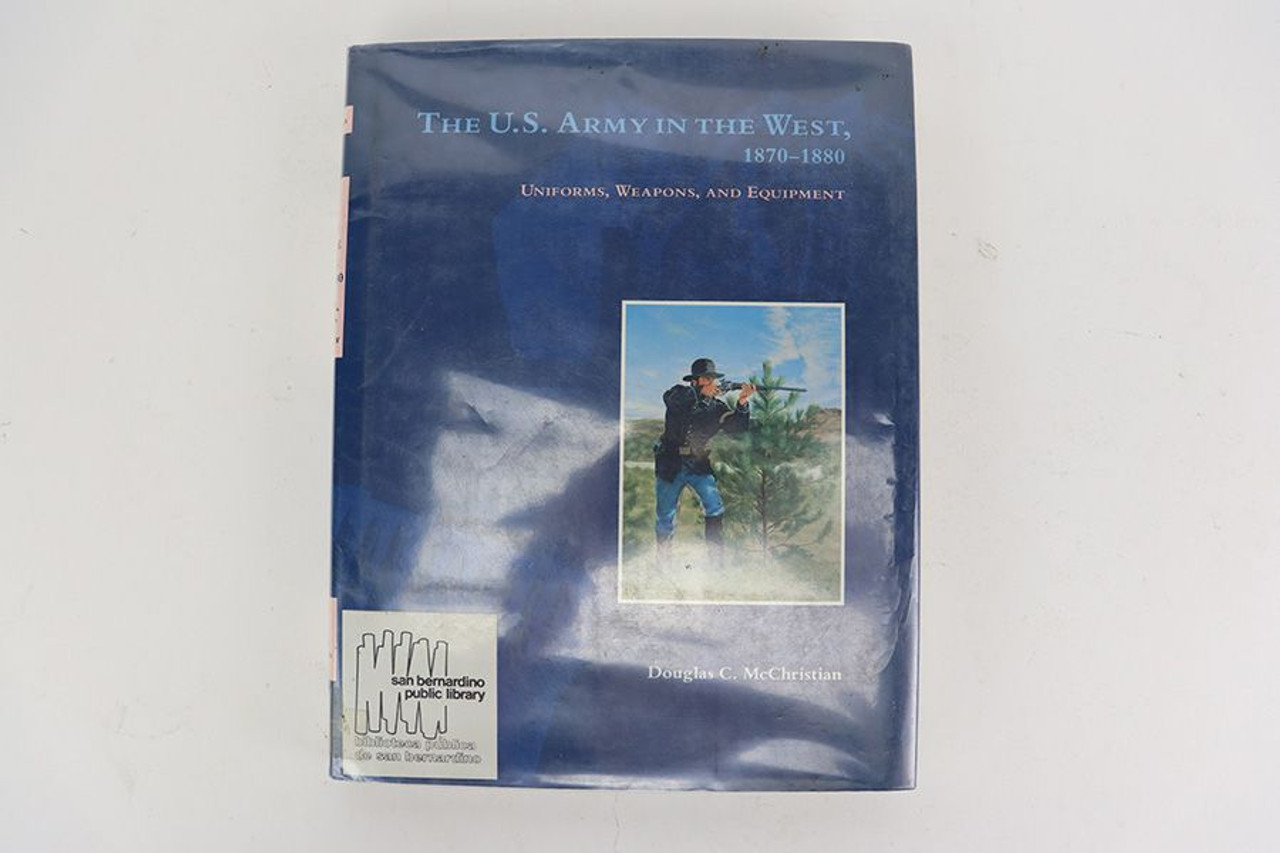 THE U.S. ARMY IN THE WEST,
1870–1880
UNIFORMS, WEAPONS, AND EQUIPMENT
Douglas C. McChristian
san bernardino
public library
biblioteca pública
de san bernardino